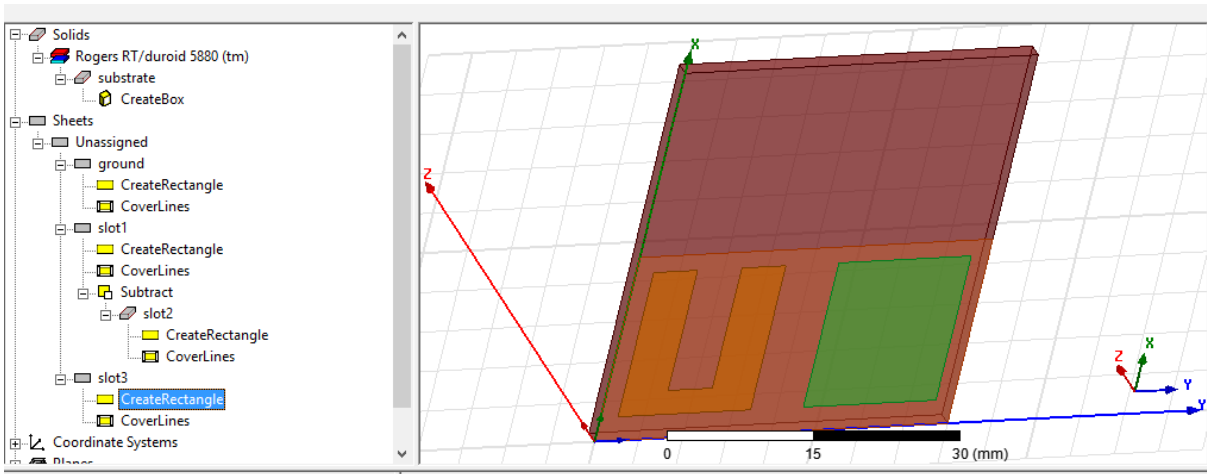 Solids
Rogers RT/duroid 5880 (tm)
substrate
CreateBox
Sheets
Unassigned
ground
CreateRectangle
CoverLines
slot1
CreateRectangle
CoverLines
Subtract
slot2
CreateRectangle
CoverLines
slot3
CreateRectangle
CoverLines
Coordinate Systems
Planes
X
Z
X
Z
Y
Y
0
15
30 (mm)